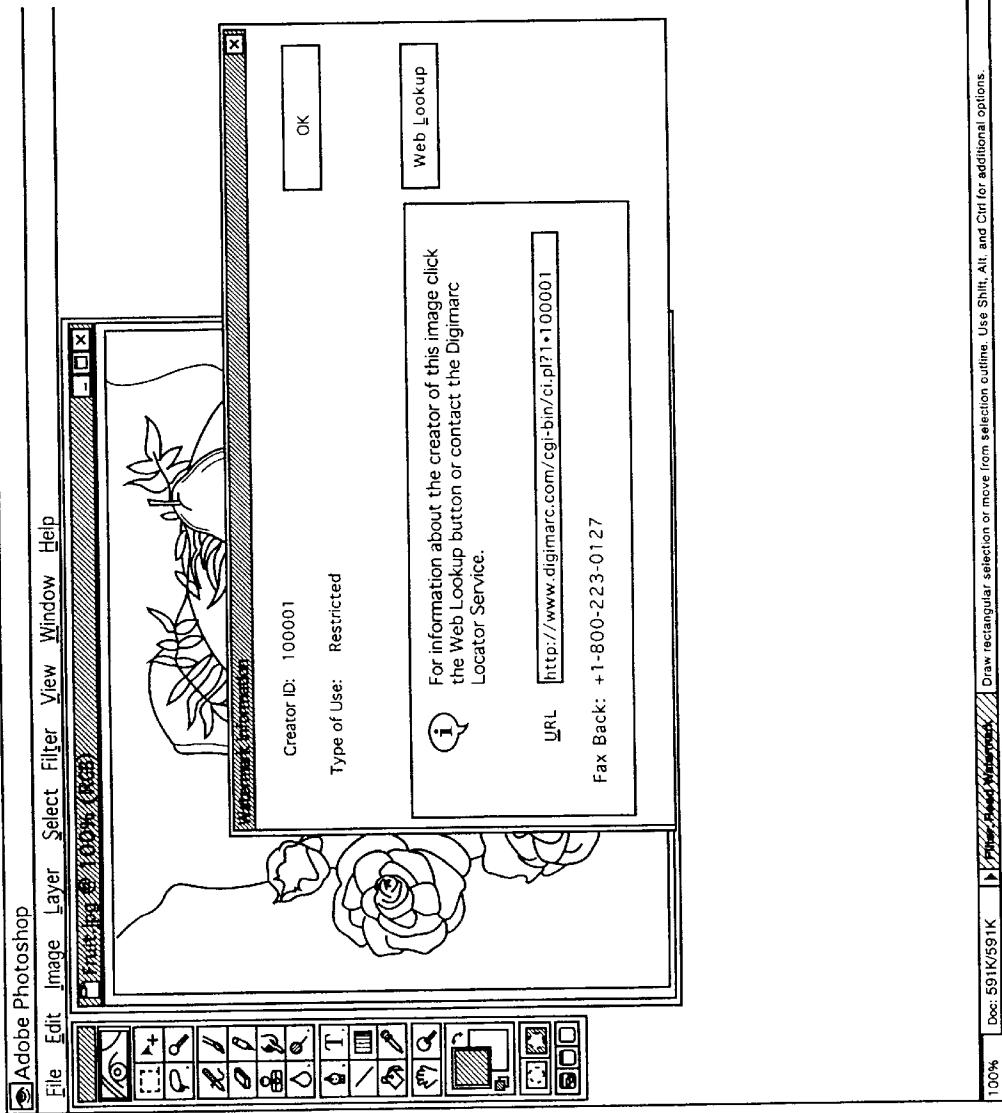 Adobe Photoshop
File Edit Image Layer Select Filter View Window Help
Fruit.jpg @ 100% (RGB)
Watermark Information
Creator ID: 100001
Type of Use: Restricted
OK
Web Lookup
For information about the creator of this image click
the Web Lookup button or contact the Digimarc
Locator Service.
URL http://www.digimarc.com/cgi-bin/ci.pl?1•100001
Fax Back: +1-800-223-0127
T
100% Doc: 591K/591K Filter: Read Watermark Draw rectangular selection or move from selection outline. Use Shift, Alt, and Ctrl for additional options.